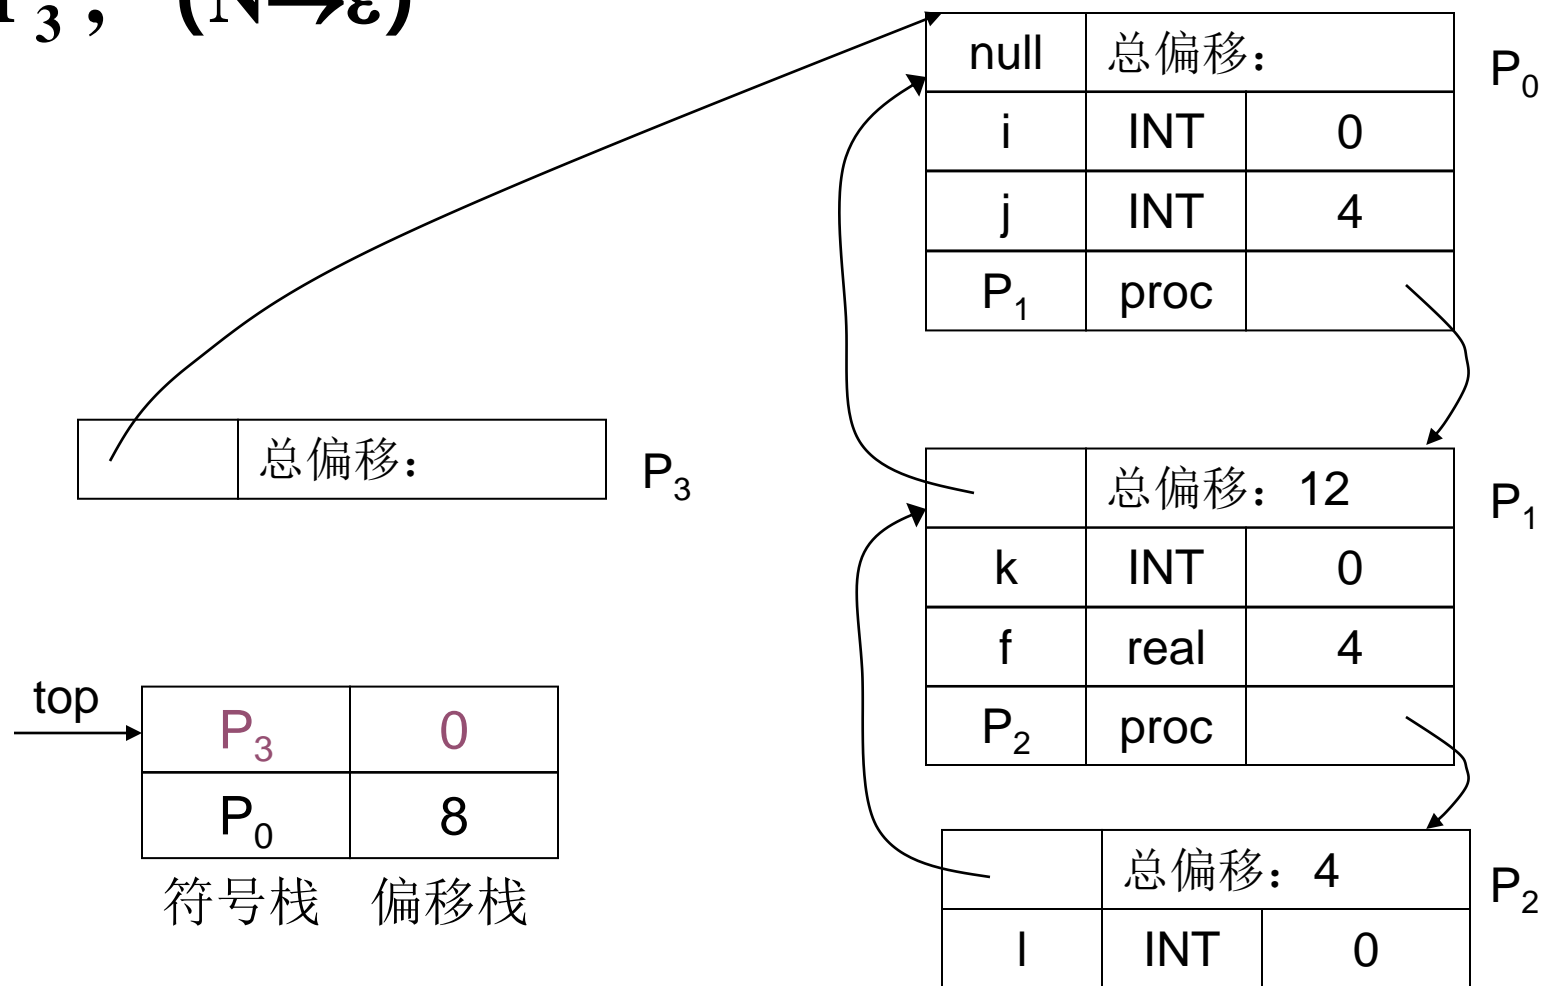 P₃, (N→ε)
null 总偏移： P₀
i INT 0
j INT 4
P₁ proc
总偏移： P₃
总偏移：12 P₁
k INT 0
f real 4
P₂ proc
top
P₃ 0
P₀ 8
符号栈 偏移栈
总偏移：4 P₂
l INT 0